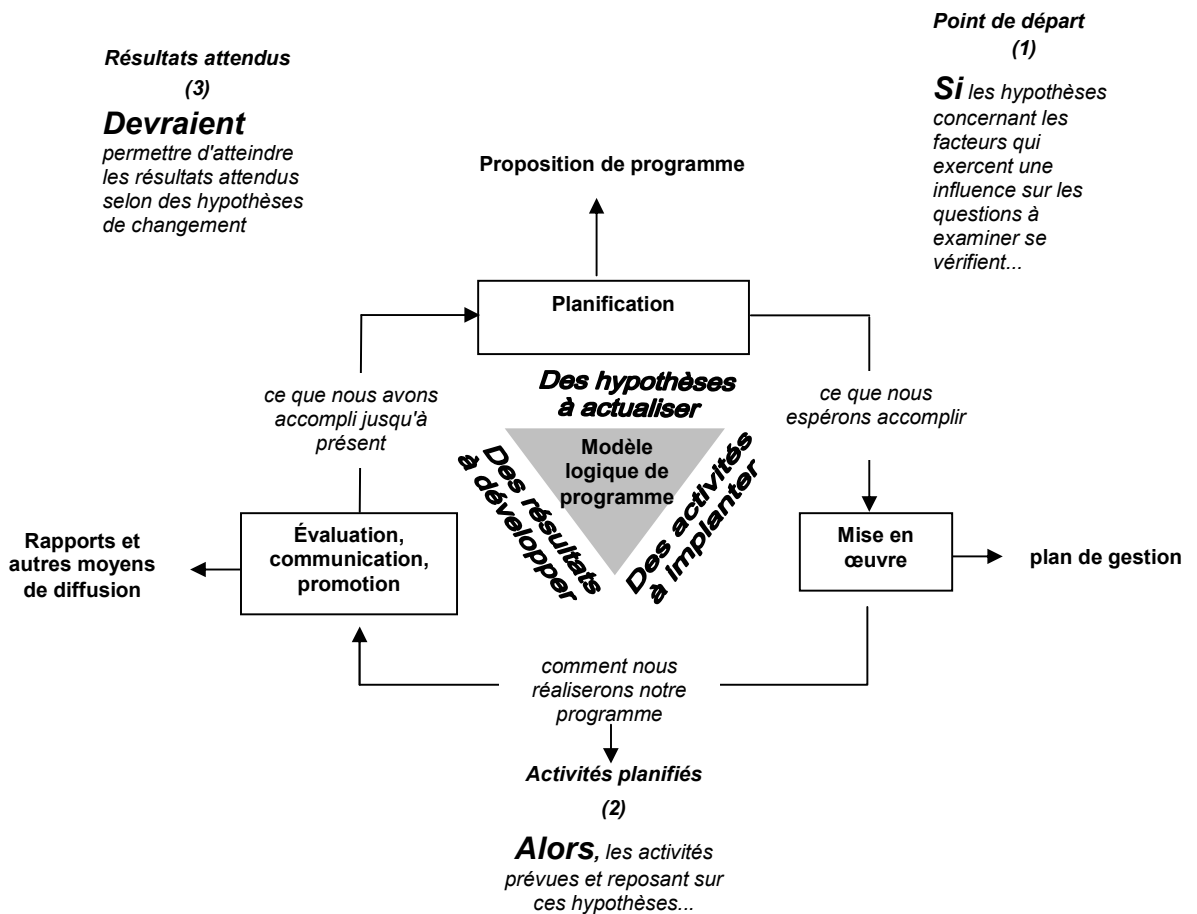 Point de départ
(1)
Si les hypothèses
concernant les
facteurs qui
exercent une
influence sur les
questions à
examiner se
vérifient...
Résultats attendus
(3)
Devraient
permettre d'atteindre
les résultats attendus
selon des hypothèses
de changement
Proposition de programme
Planification
ce que nous avons
accompli jusqu'à
présent
Des hypothèses
à actualiser
ce que nous
espérons accomplir
Modèle
logique de
programme
Des résultats
à développer
Des activités
à implanter
Rapports et
autres moyens
de diffusion
Évaluation,
communication,
promotion
Mise en
œuvre
plan de gestion
comment nous
réaliserons notre
programme
Activités planifiés
(2)
Alors, les activités
prévues et reposant sur
ces hypothèses...